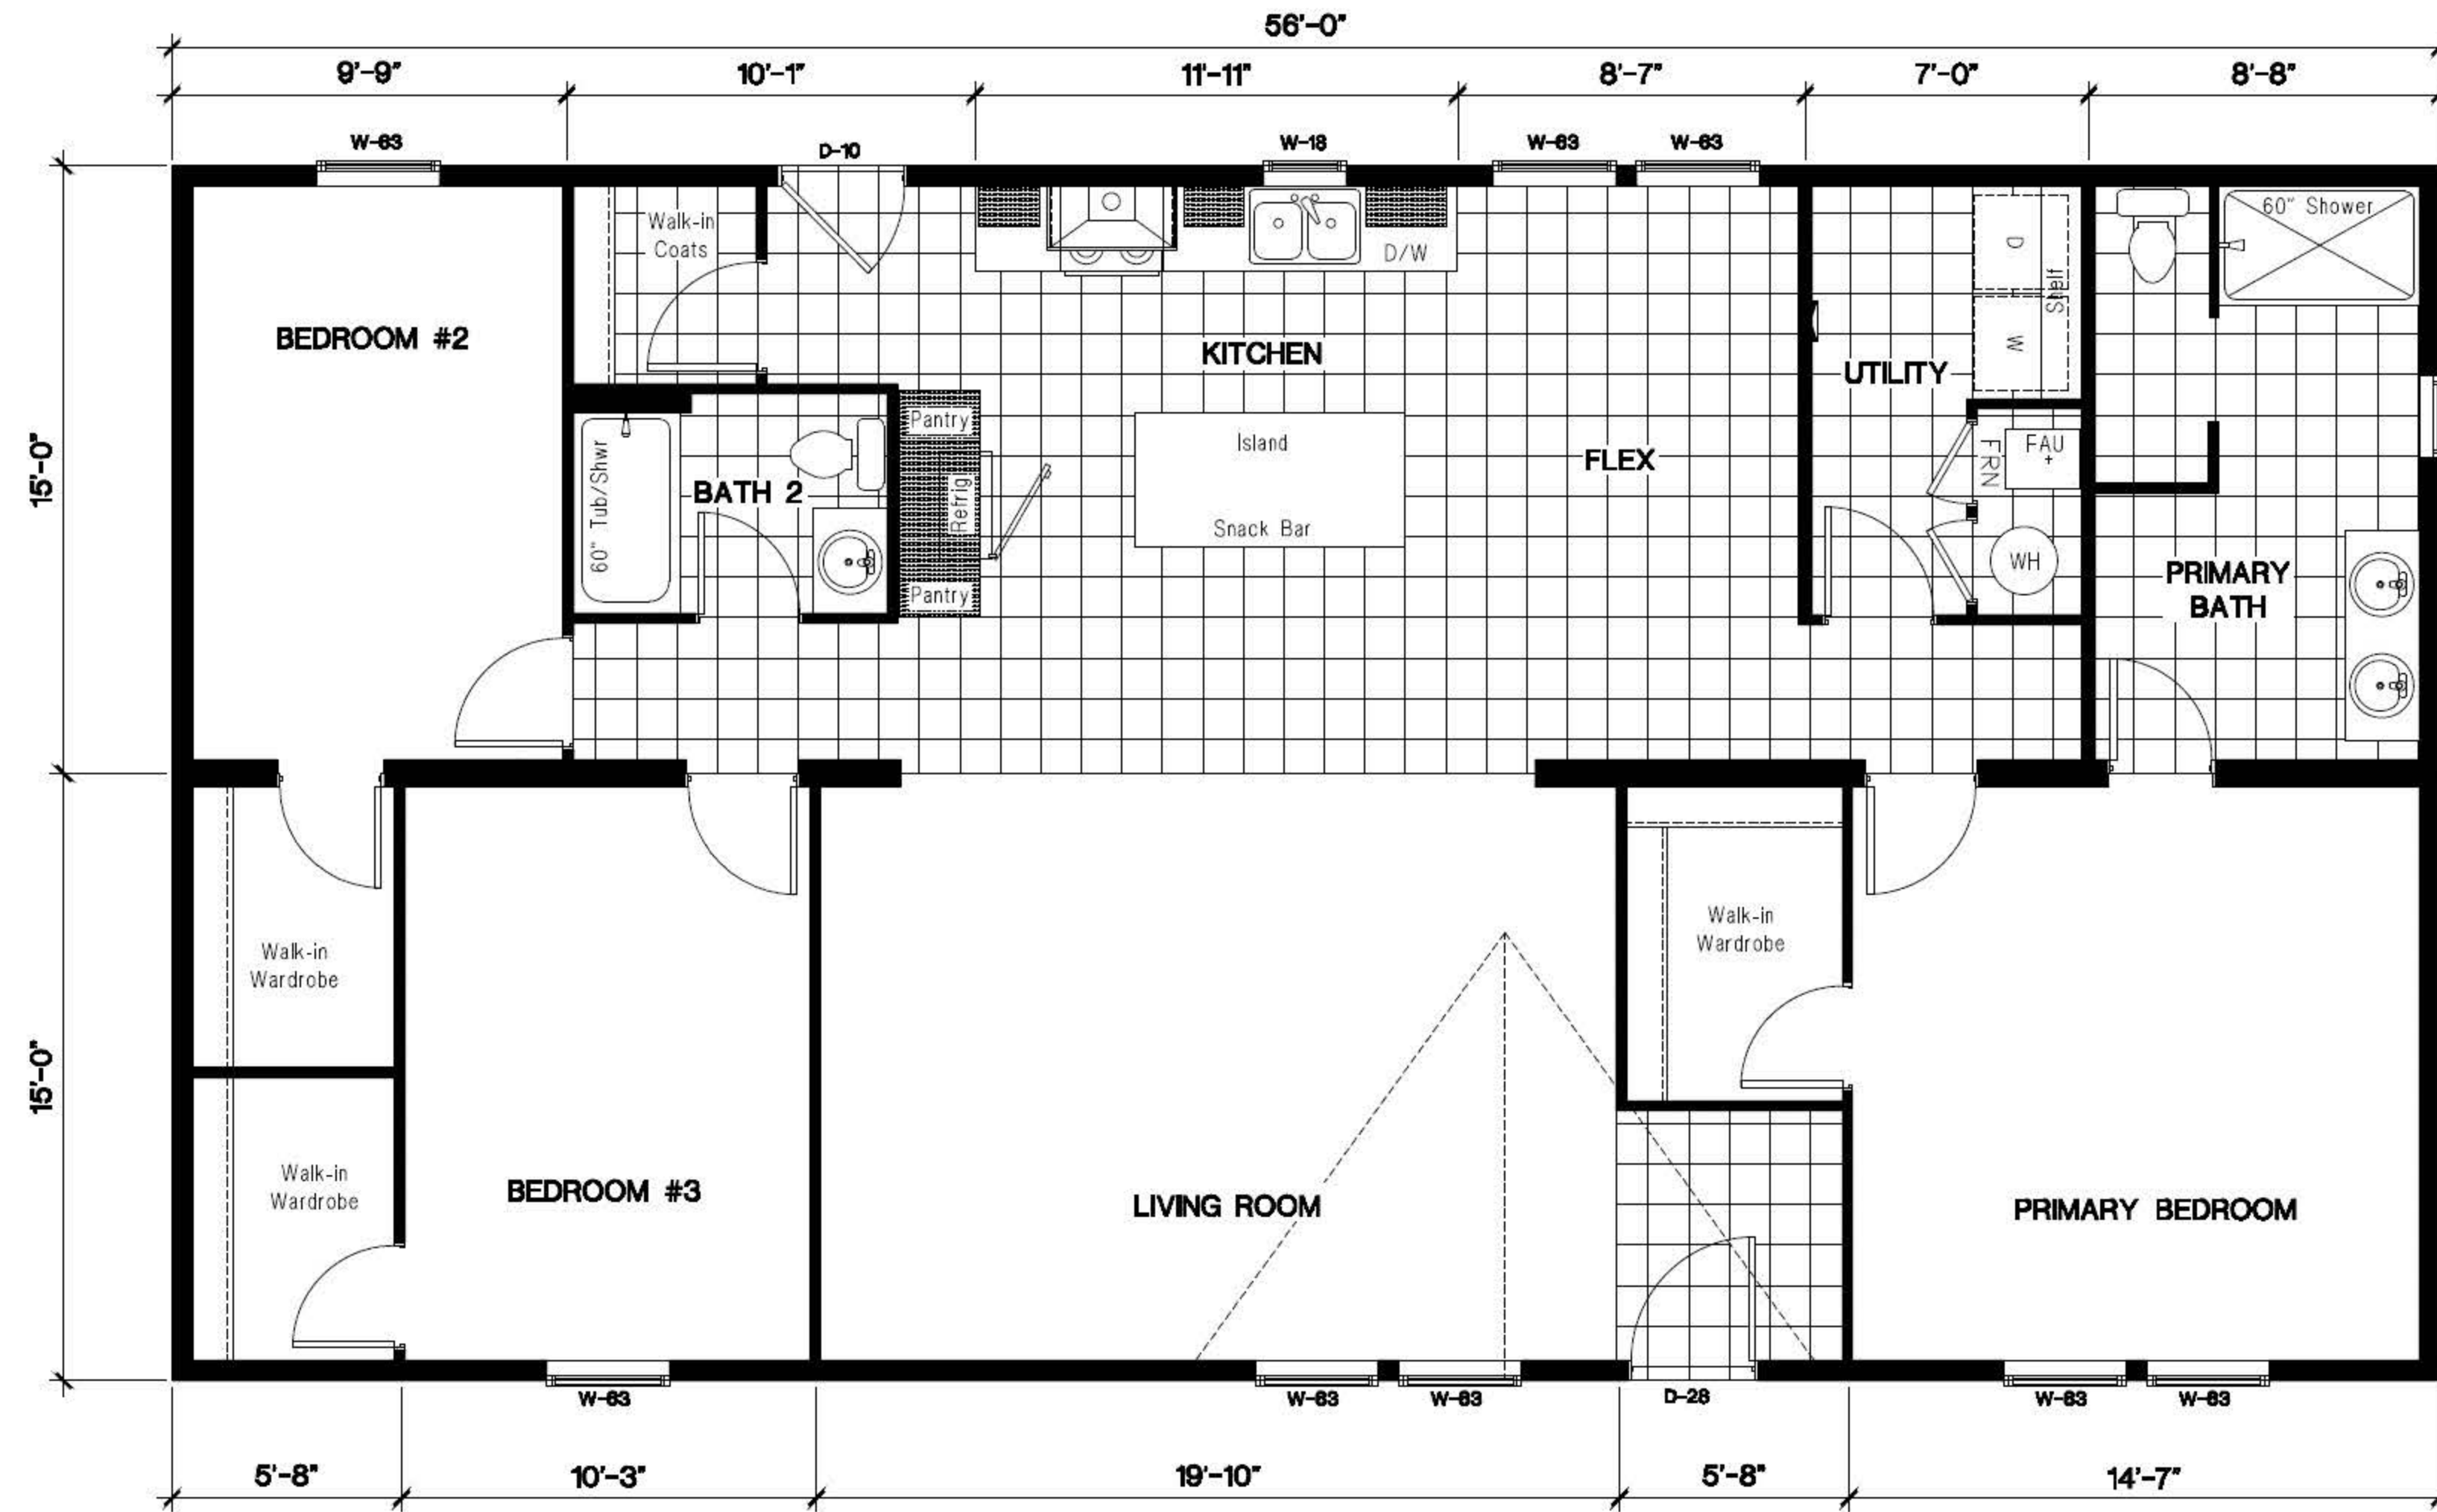 56'-0"
9'-9"
10'-1"
11'-11"
8'-7"
7'-0"
8'-8"
W-63
D-10
W-18
W-63
W-63
15'-0"
15'-0"
BEDROOM #2
Walk-in
Coats
D/W
KITCHEN
Island
Snack Bar
Pantry
Refrig
Pantry
60" Tub/Shwr
BATH 2
FLEX
UTILITY
D
W
Shelf
FRN
FAU
+
WH
60" Shower
PRIMARY
BATH
Walk-in
Wardrobe
Walk-in
Wardrobe
BEDROOM #3
LIVING ROOM
Walk-in
Wardrobe
PRIMARY BEDROOM
W-63
W-63
W-63
D-28
W-63
W-63
5'-8"
10'-3"
19'-10"
5'-8"
14'-7"